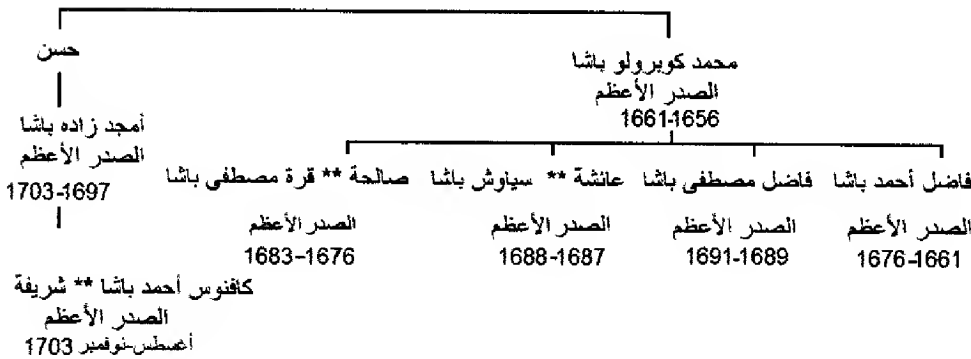 محمد كوبرولو باشا
الصدر الأعظم
1661-1656
فاضل أحمد باشا
الصدر الأعظم
1676-1661
فاضل مصطفى باشا
الصدر الأعظم
1691-1689
عائشة ** سياوش باشا
الصدر الأعظم
1688-1687
صالحة ** قرة مصطفى باشا
الصدر الأعظم
1683-1676
حسن
أمجد زاده باشا
الصدر الأعظم
1703-1697
كافنوس أحمد باشا ** شريفة
الصدر الأعظم
أغسطس-نوفمبر 1703